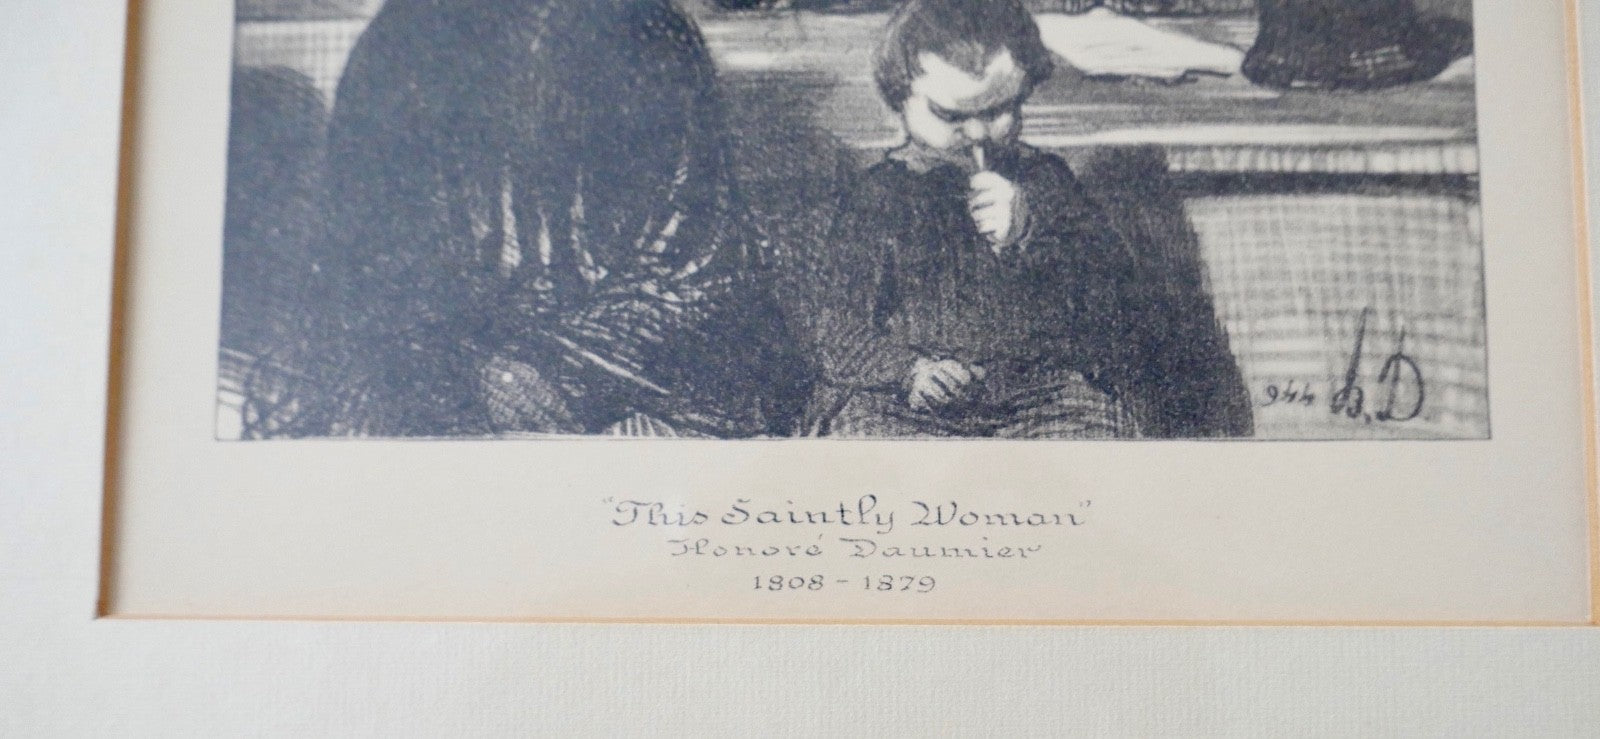 944 h.D.
"This Saintly Woman"
Honoré Daumier
1808 - 1879